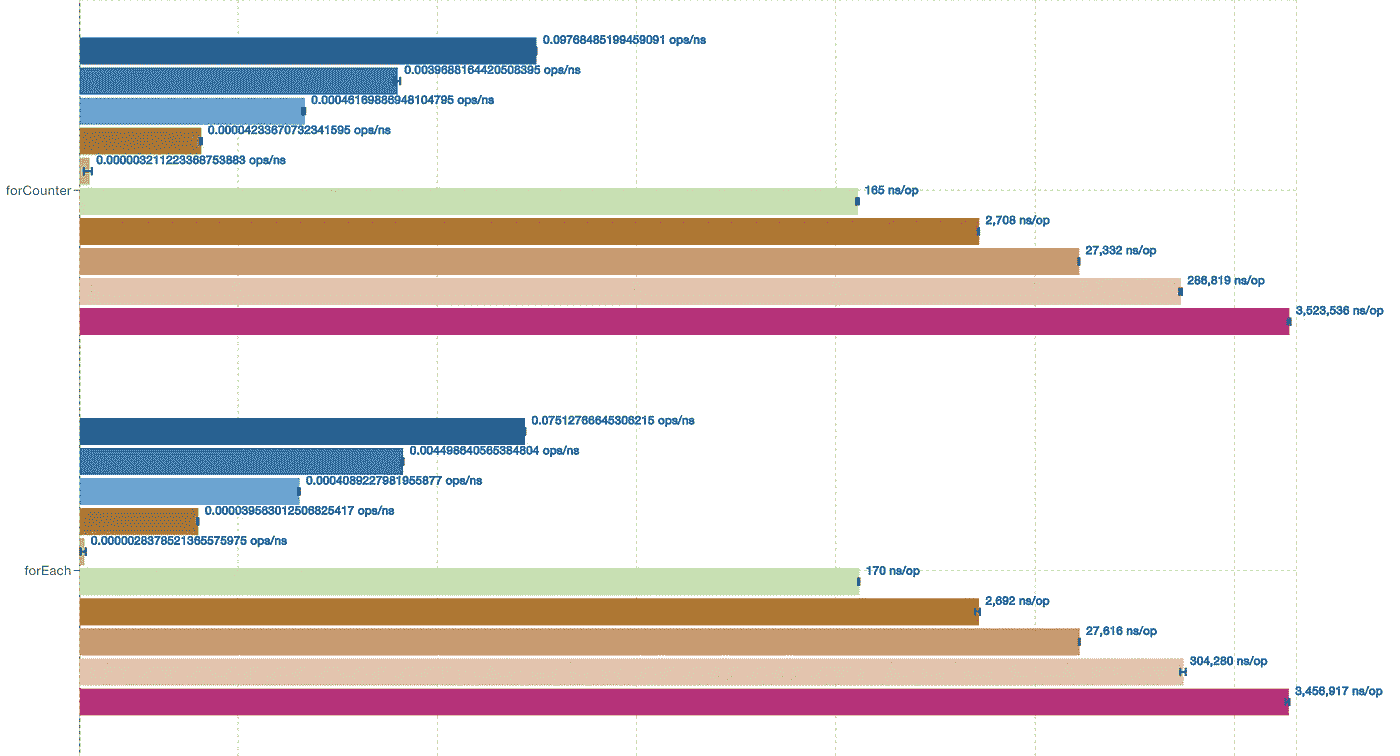 0.09768485199459091 ops/ns
0.0039688164420508395 ops/ns
0.00046169886948104795 ops/ns
0.00004233670732341595 ops/ns
0.000003211223368753883 ops/ns
forCounter
165 ns/op
2,708 ns/op
27,332 ns/op
286,819 ns/op
3,523,536 ns/op
0.07512766645306215 ops/ns
0.004498640565384804 ops/ns
0.0004089227981955877 ops/ns
0.000039563012506825417 ops/ns
0.0000028378521365575975 ops/ns
forEach
170 ns/op
2,692 ns/op
27,616 ns/op
304,280 ns/op
3,456,917 ns/op